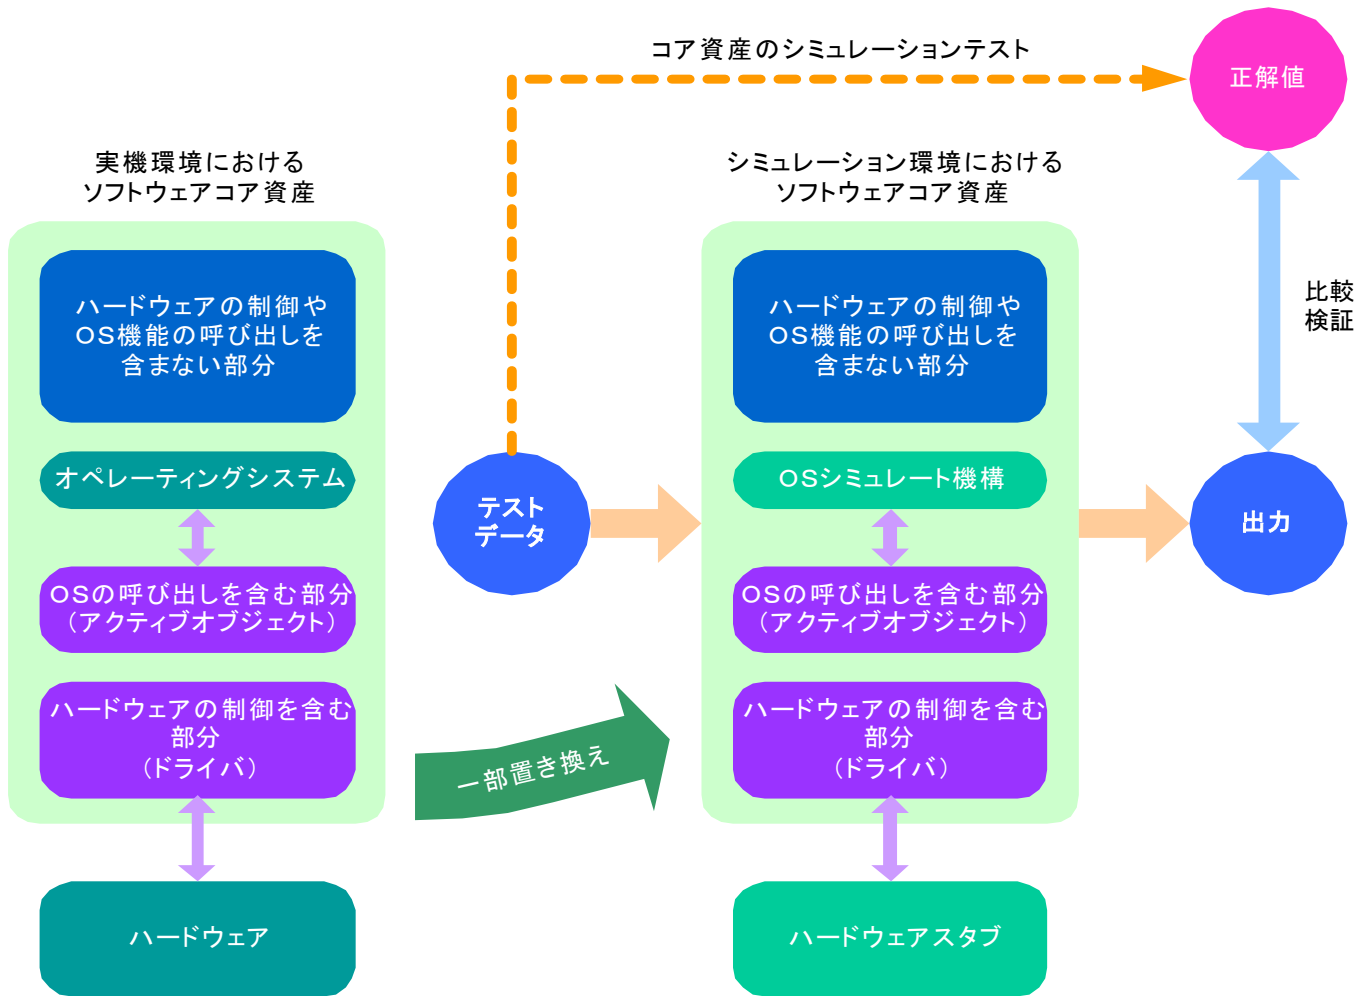 コア資産のシミュレーションテスト
正解値
実機環境における
ソフトウェアコア資産
シミュレーション環境における
ソフトウェアコア資産
ハードウェアの制御や
OS機能の呼び出しを
含まない部分
ハードウェアの制御や
OS機能の呼び出しを
含まない部分
比較
検証
オペレーティングシステム
テスト
データ
OSシミュレート機構
出力
OSの呼び出しを含む部分
（アクティブオブジェクト）
OSの呼び出しを含む部分
（アクティブオブジェクト）
ハードウェアの制御を含む
部分
（ドライバ）
一部置き換え
ハードウェアの制御を含む
部分
（ドライバ）
ハードウェア
ハードウェアスタブ